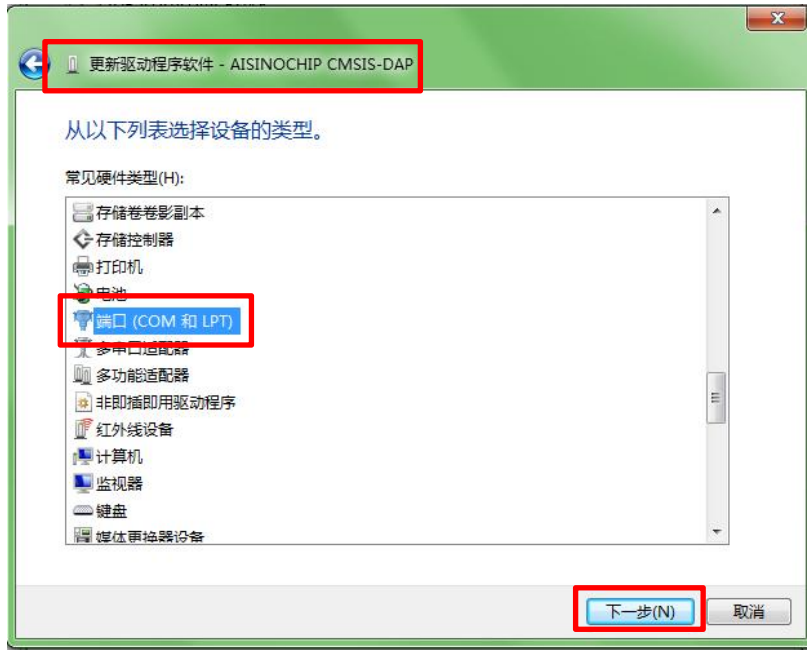 更新驱动程序软件 - AISINOCHIP CMSIS-DAP
从以下列表选择设备的类型。
常见硬件类型(H):
存储卷卷影副本
存储控制器
打印机
电池
端口 (COM 和 LPT)
多串口适配器
多功能适配器
非即插即用驱动程序
红外线设备
计算机
监视器
键盘
媒体更换器设备
下一步(N)
取消